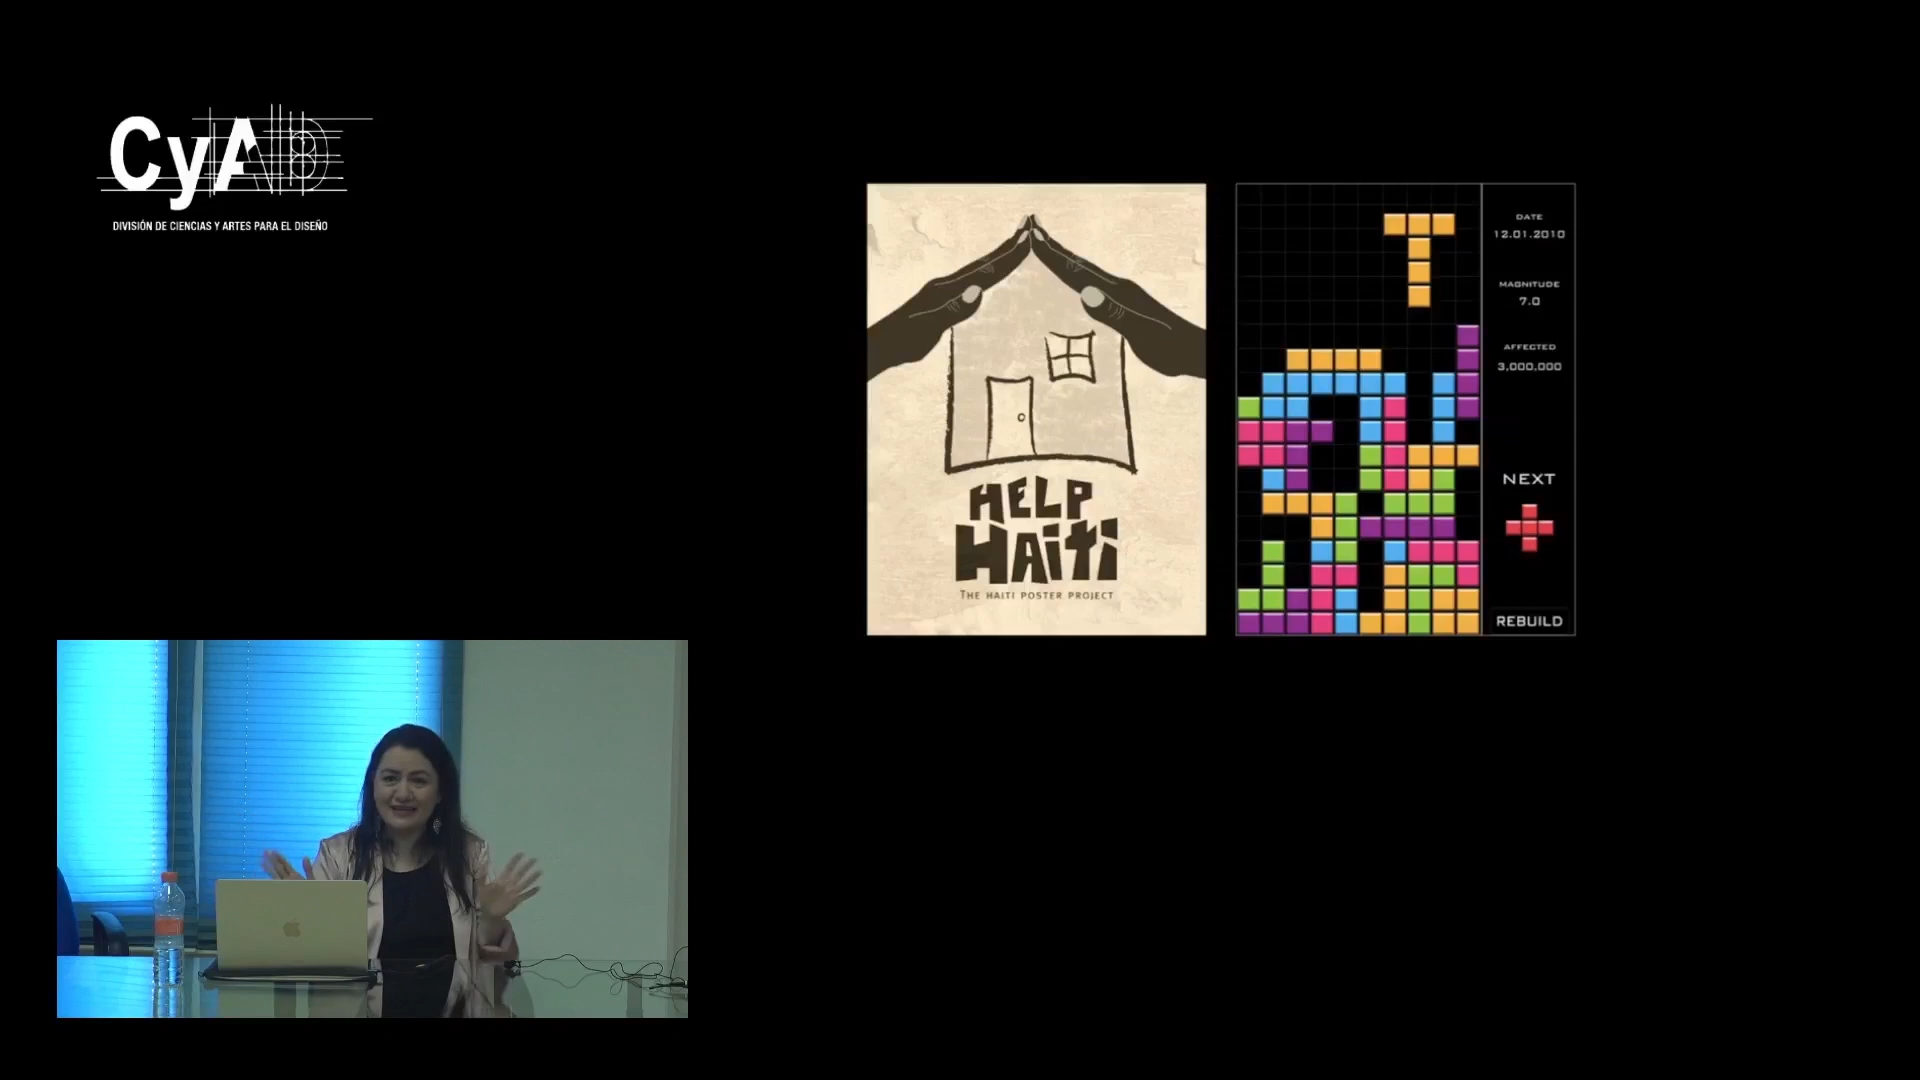 CyAD
DIVISIÓN DE CIENCIAS Y ARTES PARA EL DISEÑO
HELP
HAITI
THE HAITI POSTER PROJECT
DATE
12.01.2010
MAGNITUDE
7.0
AFFECTED
3,000,000
NEXT
REBUILD